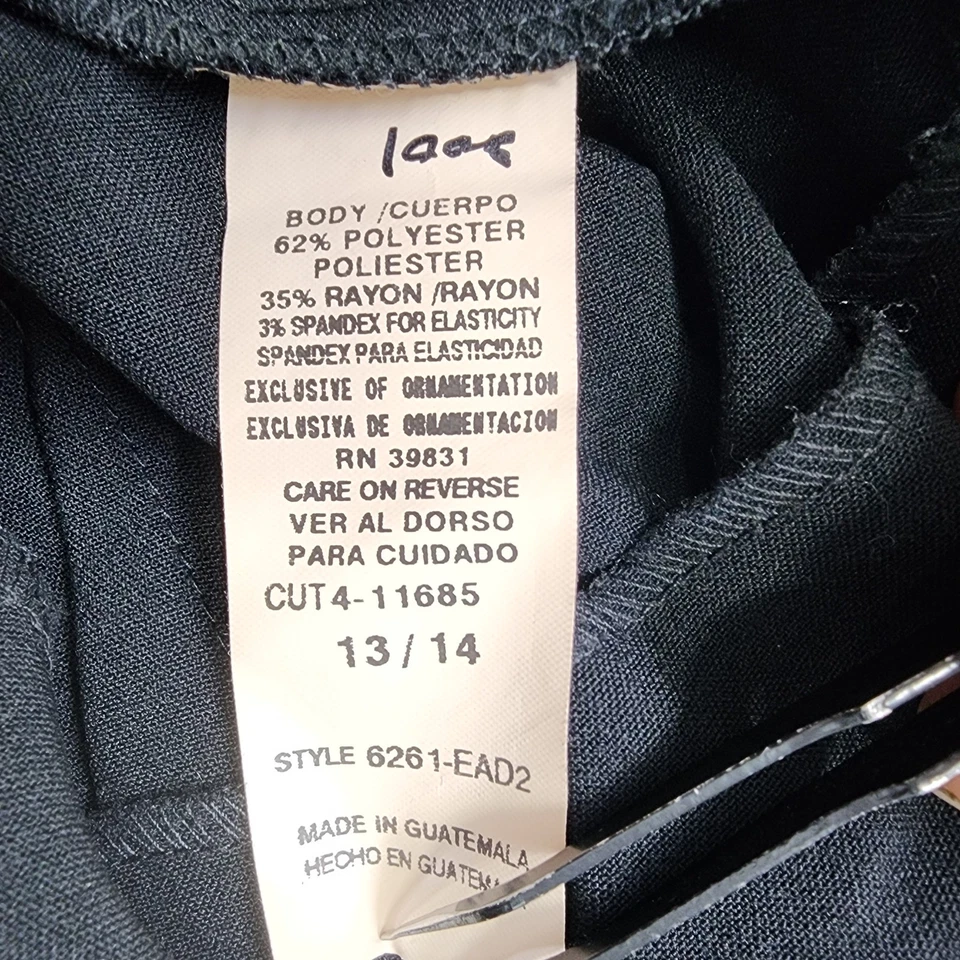 BODY /CUERPO
62% POLYESTER
POLIESTER
35% RAYON /RAYON
3% SPANDEX FOR ELASTICITY
SPANDEX PARA ELASTICIDAD
EXCLUSIVE OF ORNAMENTATION
EXCLUSIVA DE ORNAMENTACION
RN 39831
CARE ON REVERSE
VER AL DORSO
PARA CUIDADO
CUT4-11685
13 / 14
STYLE 6261-EAD2
MADE IN GUATEMALA
HECHO EN